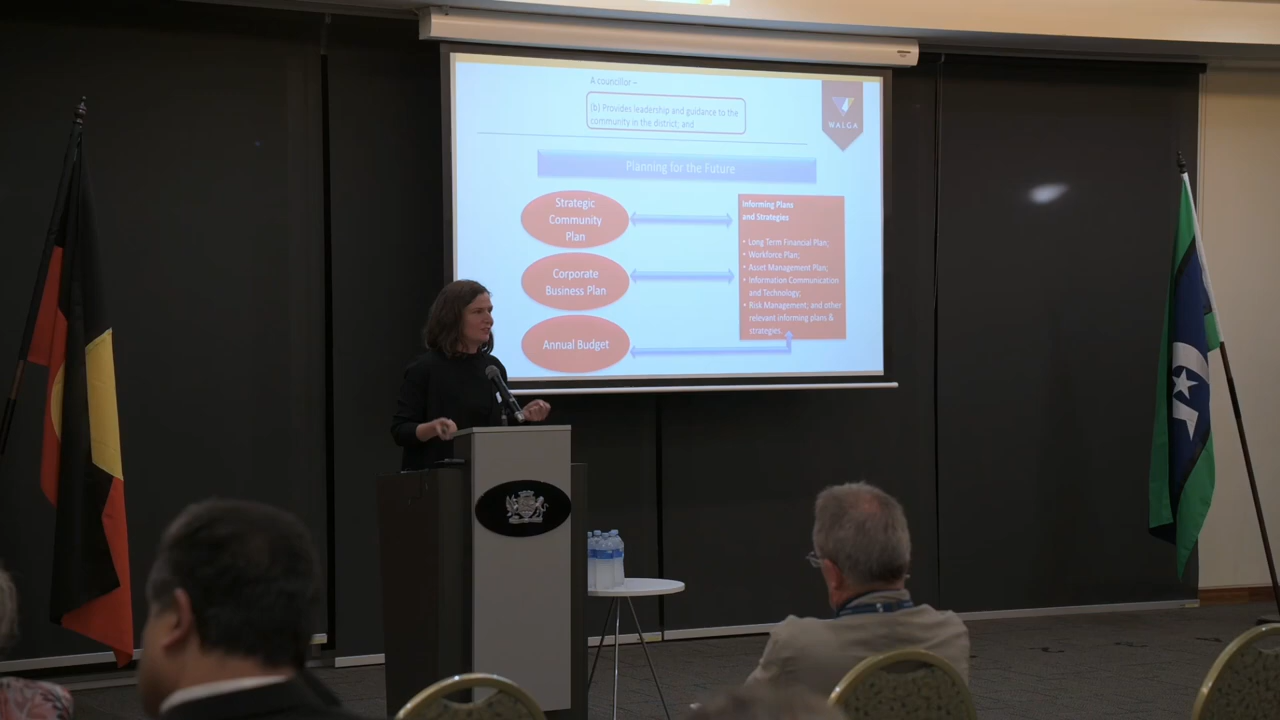 A councillor –
(b) Provides leadership and guidance to the
community in the district; and
WALGA
Planning for the Future
Strategic
Community
Plan
Corporate
Business Plan
Annual Budget
Informing Plans
and Strategies
• Long Term Financial Plan;
• Workforce Plan;
• Asset Management Plan;
• Information Communication
and Technology;
• Risk Management; and other
relevant informing plans &
strategies.